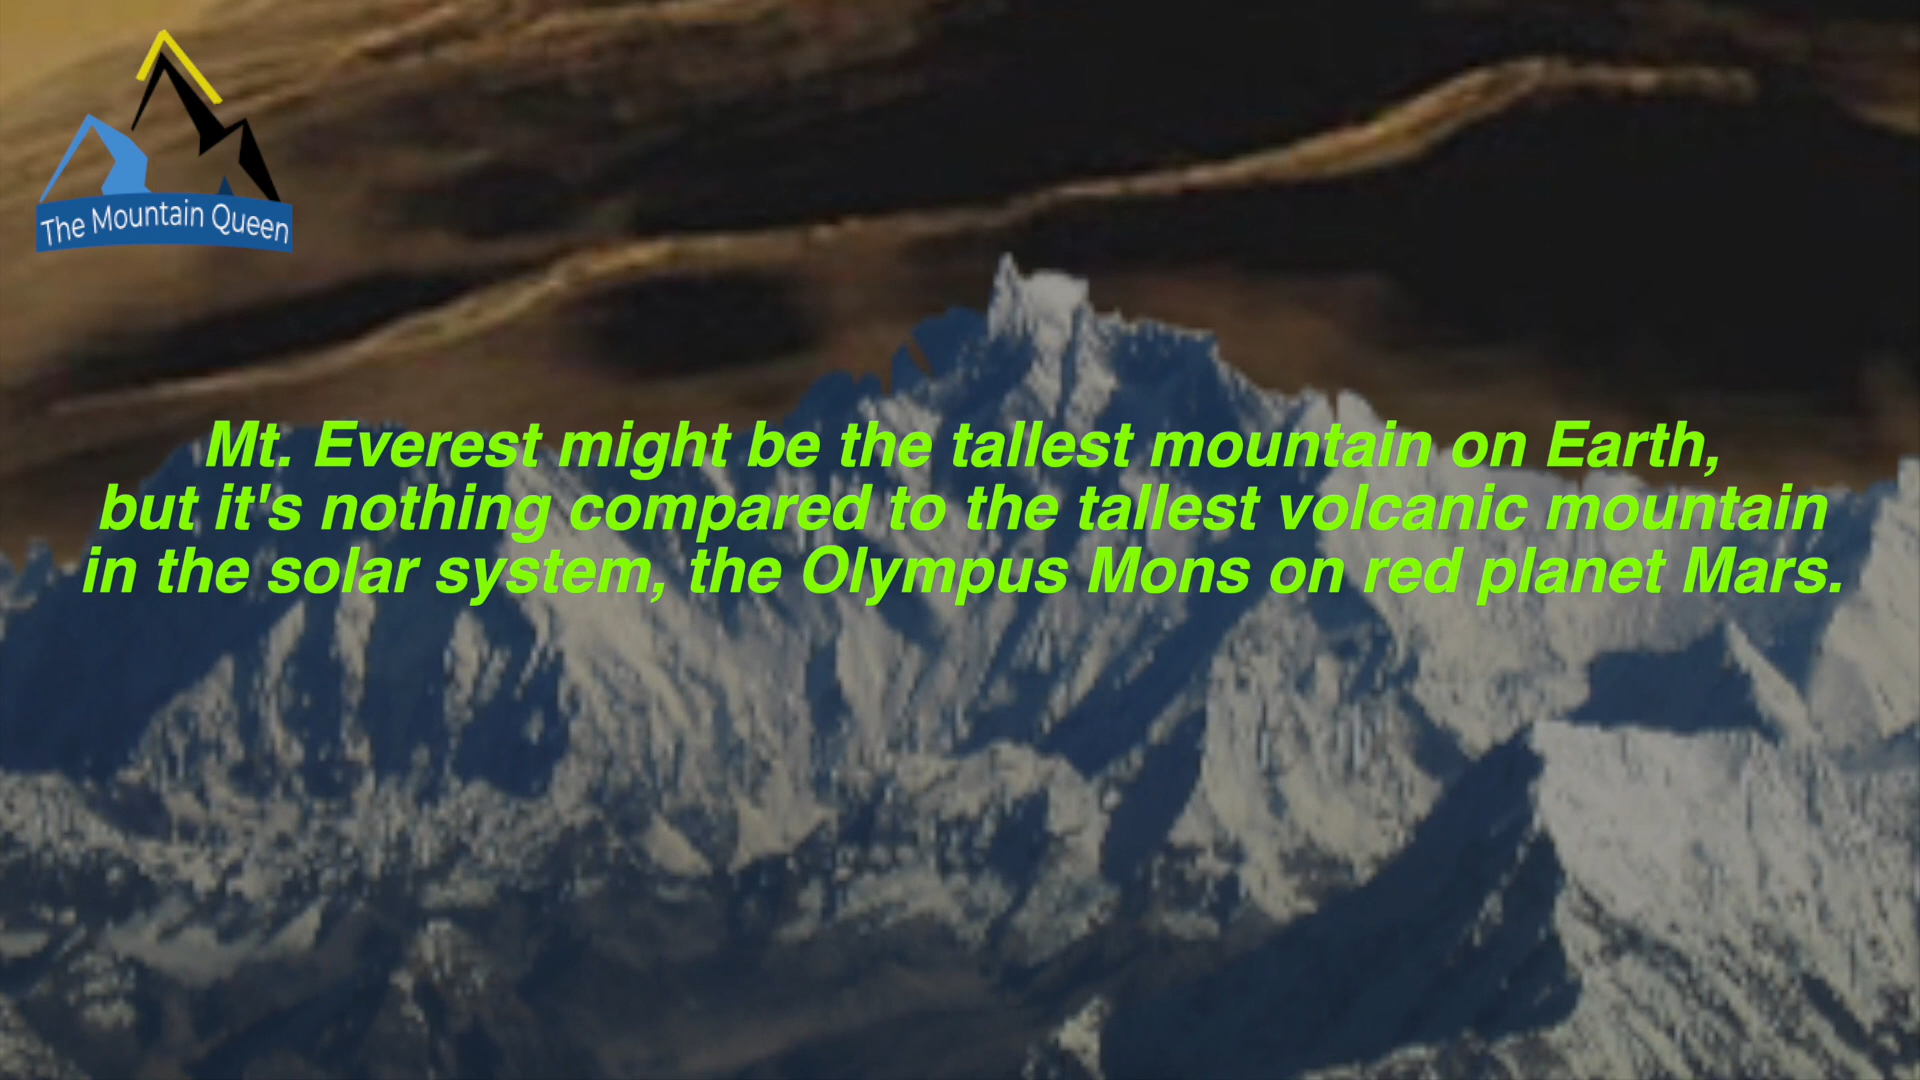 The Mountain Queen
Mt. Everest might be the tallest mountain on Earth,
but it's nothing compared to the tallest volcanic mountain
in the solar system, the Olympus Mons on red planet Mars.